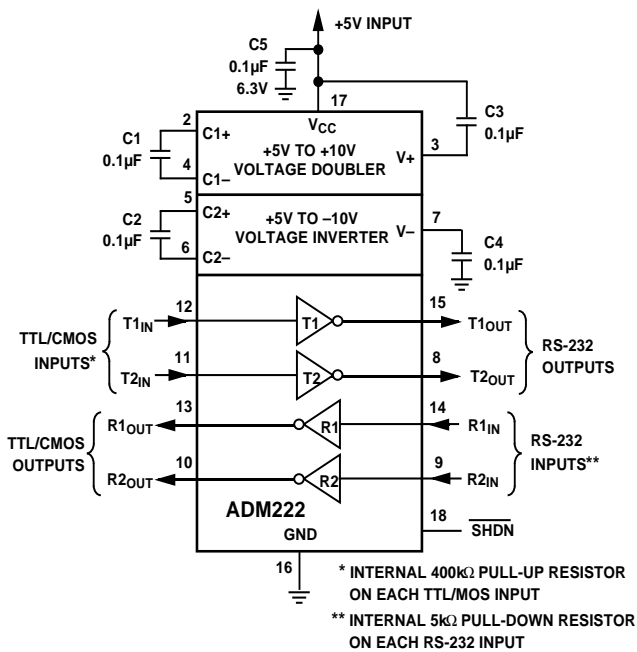 +5V INPUT
C5
0.1µF
6.3V
17
C3
0.1µF
2
C1+
VCC
C1
0.1µF
+5V TO +10V
VOLTAGE DOUBLER
V+
3
4
C1–
5
C2+
C2
0.1µF
+5V TO –10V
VOLTAGE INVERTER
V–
7
6
C2–
C4
0.1µF
12
15
T1IN
T1
T1OUT
TTL/CMOS
INPUTS*
RS-232
OUTPUTS
11
8
T2IN
T2
T2OUT
13
14
R1OUT
R1
R1IN
TTL/CMOS
OUTPUTS
RS-232
INPUTS**
10
9
R2OUT
R2
R2IN
ADM222
18
SHDN
GND
16
* INTERNAL 400kΩ PULL-UP RESISTOR
ON EACH TTL/MOS INPUT
** INTERNAL 5kΩ PULL-DOWN RESISTOR
ON EACH RS-232 INPUT